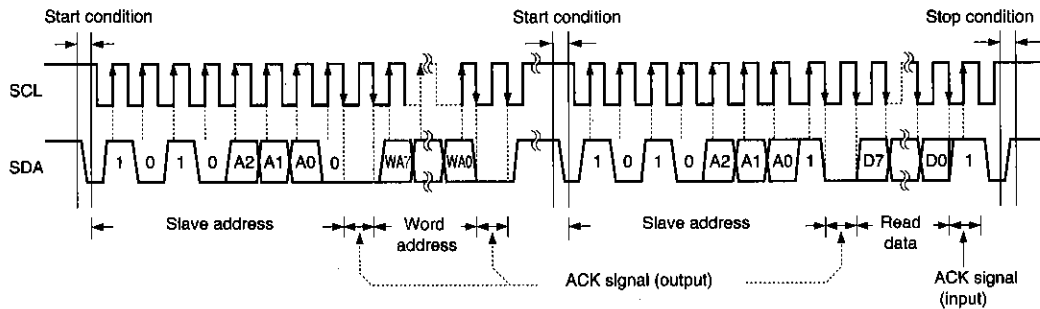 Start condition Start condition Stop condition
SCL
SDA 1 0 1 0 A2 A1 A0 0 WA7 WA0 1 0 1 0 A2 A1 A0 1 D7 D0 1
Slave address Word address Slave address Read data
ACK signal (output) ACK signal (input)